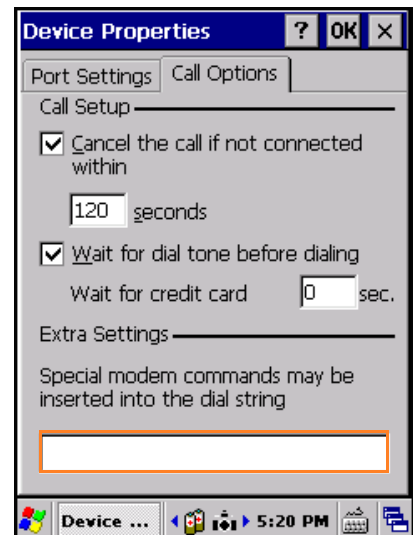 Device Properties ? OK ×
Port Settings Call Options
Call Setup
Cancel the call if not connected
within
120 seconds
Wait for dial tone before dialing
Wait for credit card 0 sec.
Extra Settings
Special modem commands may be
inserted into the dial string
Device ... 5:20 PM